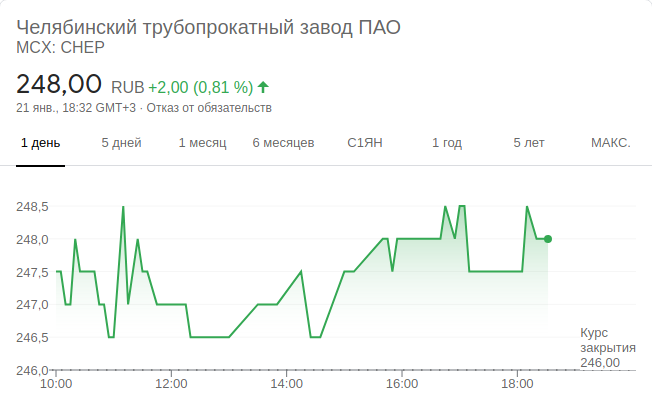 Челябинский трубопрокатный завод ПАО
MCX: CHEP
248,00 RUB +2,00 (0,81 %)
21 янв., 18:32 GMT+3 · Отказ от обязательств
1 день 5 дней 1 месяц 6 месяцев С1ЯН 1 год 5 лет МАКС.
248,5
248,0
247,5
247,0
246,5
246,0
Курс
закрытия
246,00
10:00 12:00 14:00 16:00 18:00